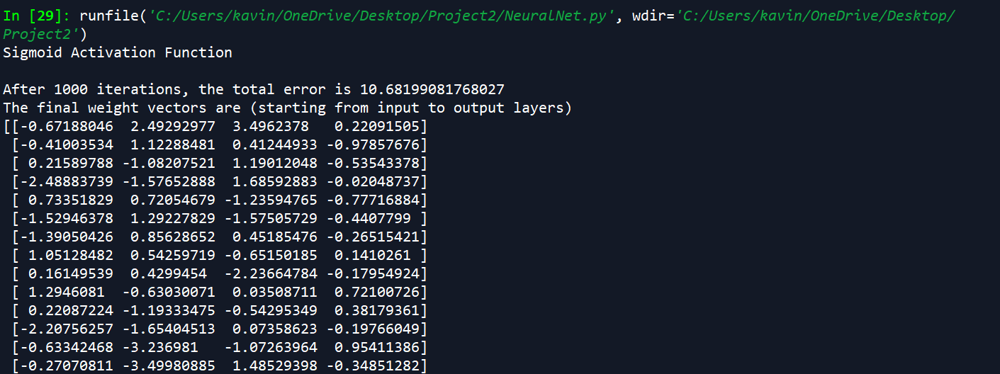 In [29]: runfile('C:/Users/kavin/OneDrive/Desktop/Project2/NeuralNet.py', wdir='C:/Users/kavin/OneDrive/Desktop/
Project2')
Sigmoid Activation Function
After 1000 iterations, the total error is 10.68199081768027
The final weight vectors are (starting from input to output layers)
[[-0.67188046  2.49292977  3.4962378   0.22091505]
 [-0.41003534  1.12288481  0.41244933 -0.97857676]
 [ 0.21589788 -1.08207521  1.19012048 -0.53543378]
 [-2.48883739 -1.57652888  1.68592883 -0.02048737]
 [ 0.73351829  0.72054679 -1.23594765 -0.77716884]
 [-1.52946378  1.29227829 -1.57505729 -0.4407799 ]
 [-1.39050426  0.85628652  0.45185476 -0.26515421]
 [ 1.05128482  0.54259719 -0.65150185  0.1410261 ]
 [ 0.16149539  0.4299454  -2.23664784 -0.17954924]
 [ 1.2946081  -0.63030071  0.03508711  0.72100726]
 [ 0.22087224 -1.19333475 -0.54295349  0.38179361]
 [-2.20756257 -1.65404513  0.07358623 -0.19766049]
 [-0.63342468 -3.236981   -1.07263964  0.95411386]
 [-0.27070811 -3.49980885  1.48529398 -0.34851282]